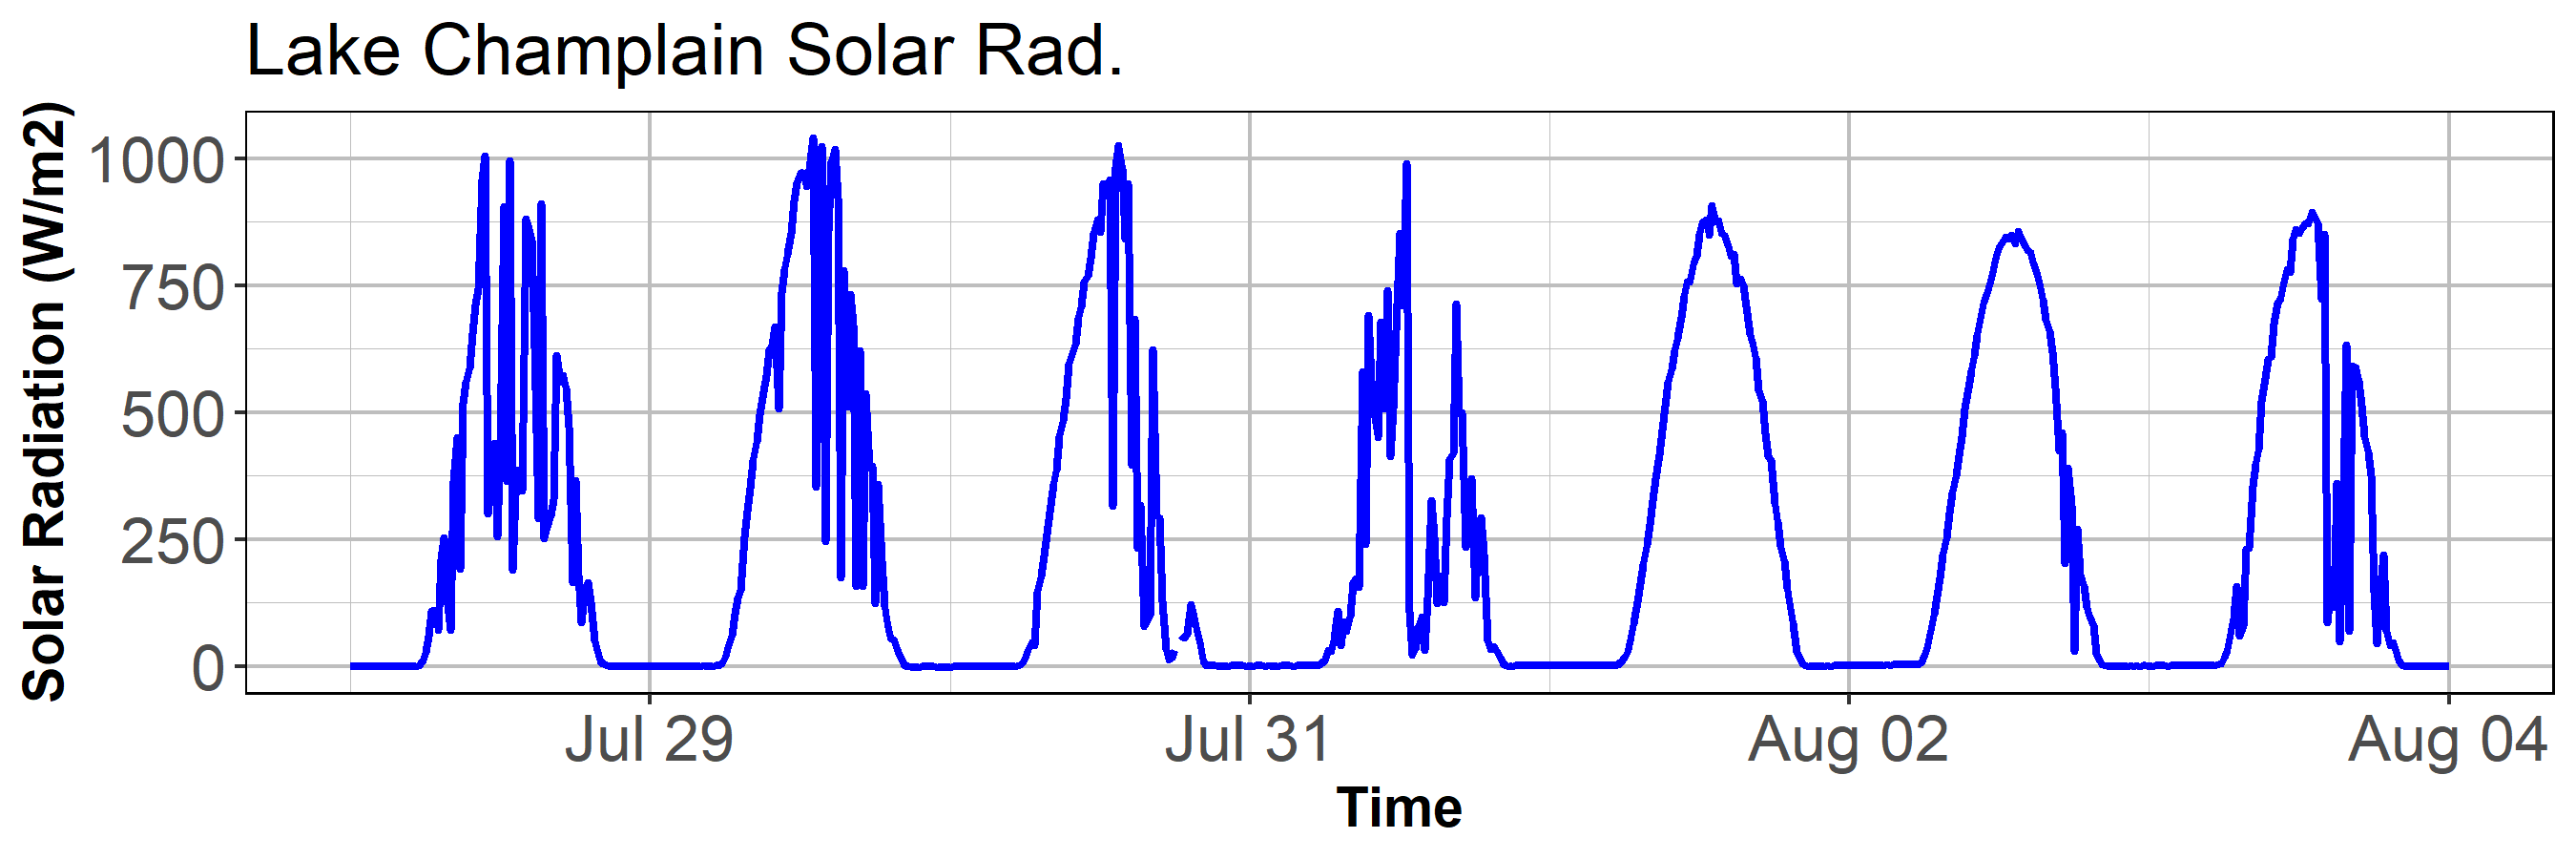 Lake Champlain Solar Rad.
Solar Radiation (W/m2)
1000
750
500
250
0
Jul 29 Jul 31 Aug 02 Aug 04
Time